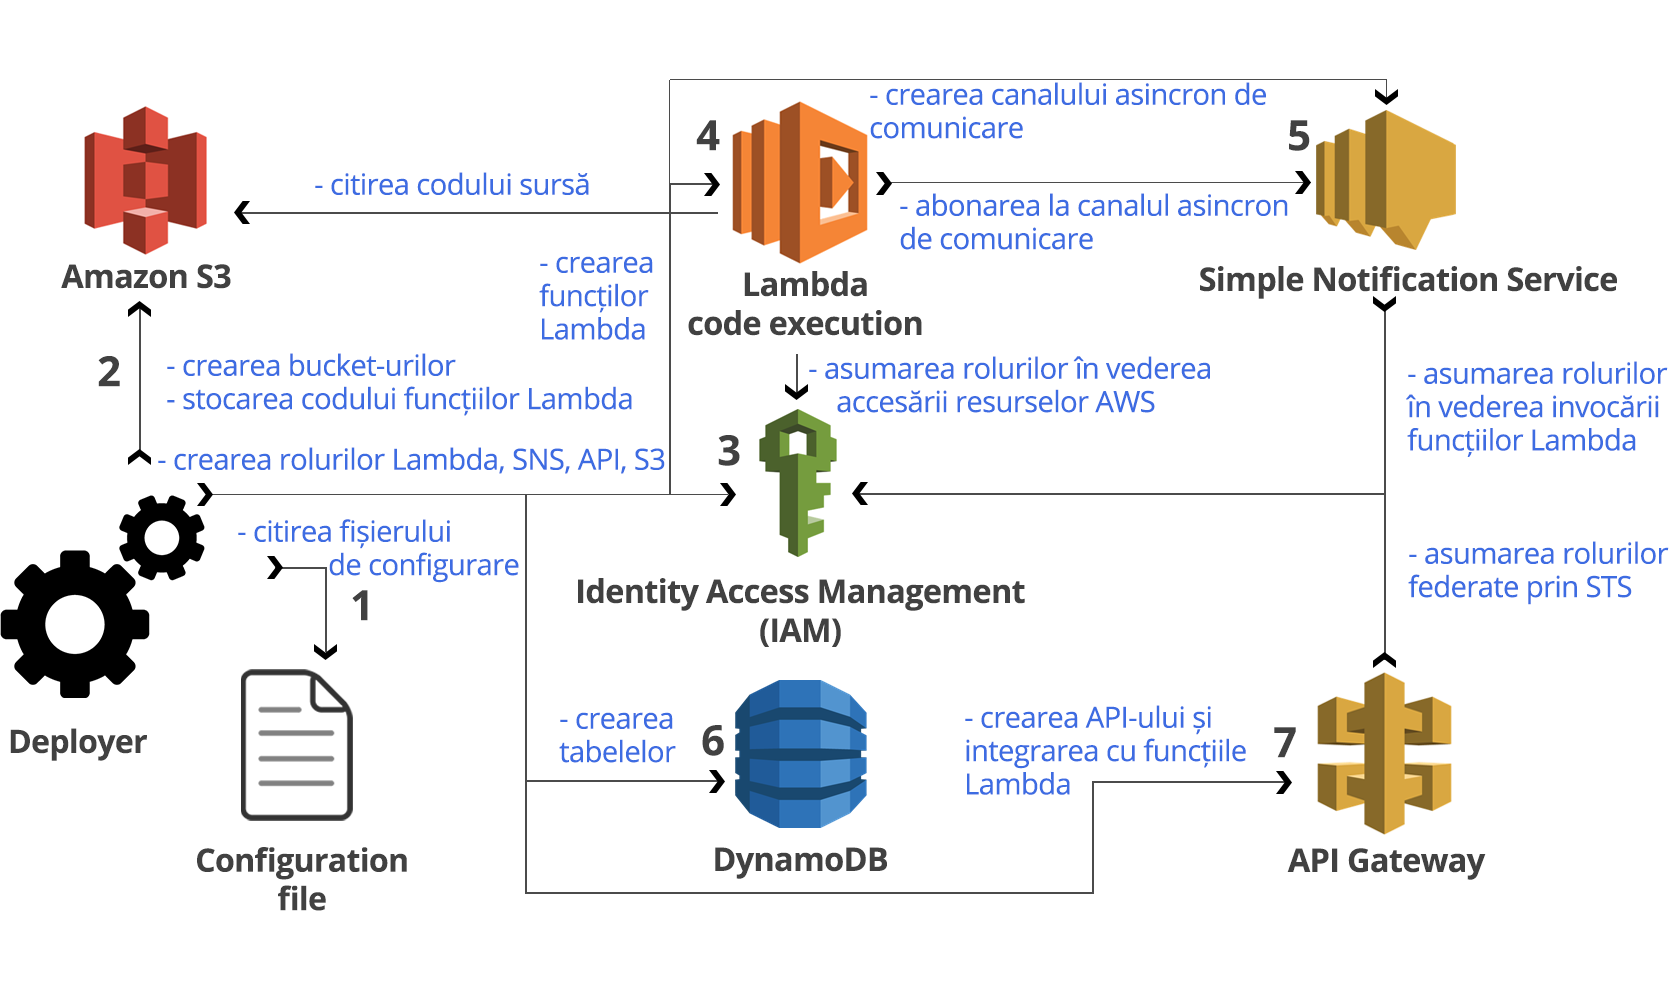 - crearea canalului asincron de
comunicare
4
5
- citirea codului sursă
- abonarea la canalul asincron
de comunicare
Amazon S3
- crearea
funcților
Lambda
Lambda
code execution
Simple Notification Service
2
- crearea bucket-urilor
- stocarea codului funcțiilor Lambda
- asumarea rolurilor în vederea
accesării resurselor AWS
- asumarea rolurilor
în vederea invocării
funcțiilor Lambda
3
- crearea rolurilor Lambda, SNS, API, S3
- citirea fișierului
de configurare
1
Identity Access Management
(IAM)
- asumarea rolurilor
federate prin STS
Deployer
- crearea
tabelelor
6
- crearea API-ului și
integrarea cu funcțiile
Lambda
7
Configuration
file
DynamoDB
API Gateway